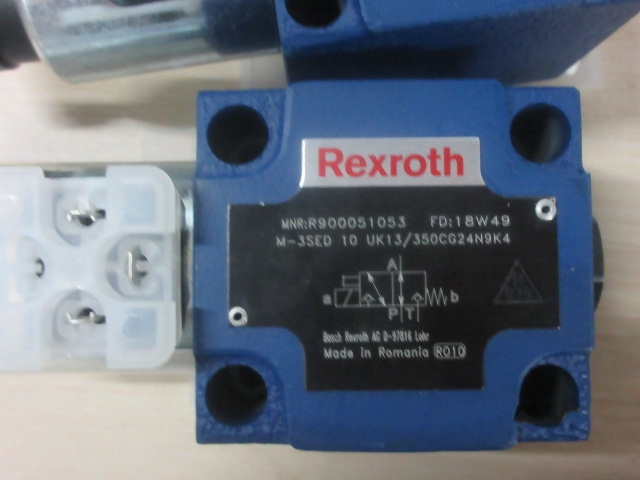 Rexroth
MNR:R900051053 FD:18W49
M-3SED 10 UK13/350CG24N9K4
A
a b
P T
Bosch Rexroth AG D-97816 Lohr
Made in Romania R010